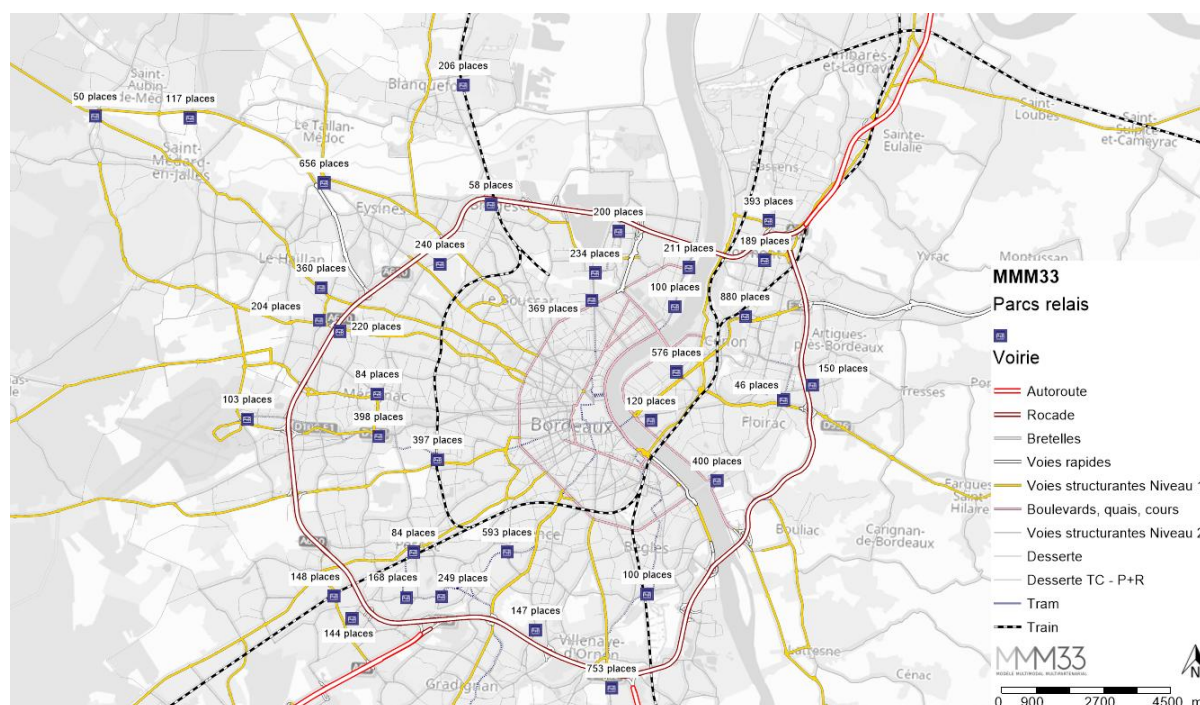 206 places
Ambarès-
et-Lagrave
Blanquefort
Saint-
Aubin-
de-Médoc
50 places
117 places
Le Taillan-
Médoc
Saint-
Loubès
Saint-
Sulpice-
et-Cameyrac
Sainte-
Eulalie
Saint-
Médard-
en-Jalles
656 places
Bassens
58 places
Eysines
200 places
393 places
189 places
240 places
234 places
211 places
Yvrac
Montussan
Le Haillan
360 places
369 places
100 places
880 places
204 places
220 places
Artigues-
près-Bordeaux
576 places
84 places
46 places
150 places
Tresses
103 places
398 places
120 places
Bordeaux
Floirac
D936
397 places
400 places
Bouliac
Carignan-
de-Bordeaux
84 places
593 places
Bègles
148 places
168 places
249 places
100 places
144 places
147 places
Villenave-
d'Ornon
753 places
Gradignan
Latresne
Cénac
MMM33
Parcs relais
Voirie
Autoroute
Rocade
Bretelles
Voies rapides
Voies structurantes Niveau 1
Boulevards, quais, cours
Voies structurantes Niveau 2
Desserte
Desserte TC - P+R
Tram
Train
MMM33
MODÈLE MULTIMODAL MULTIPARTENARIAL
N
0 900 2700 4500 m